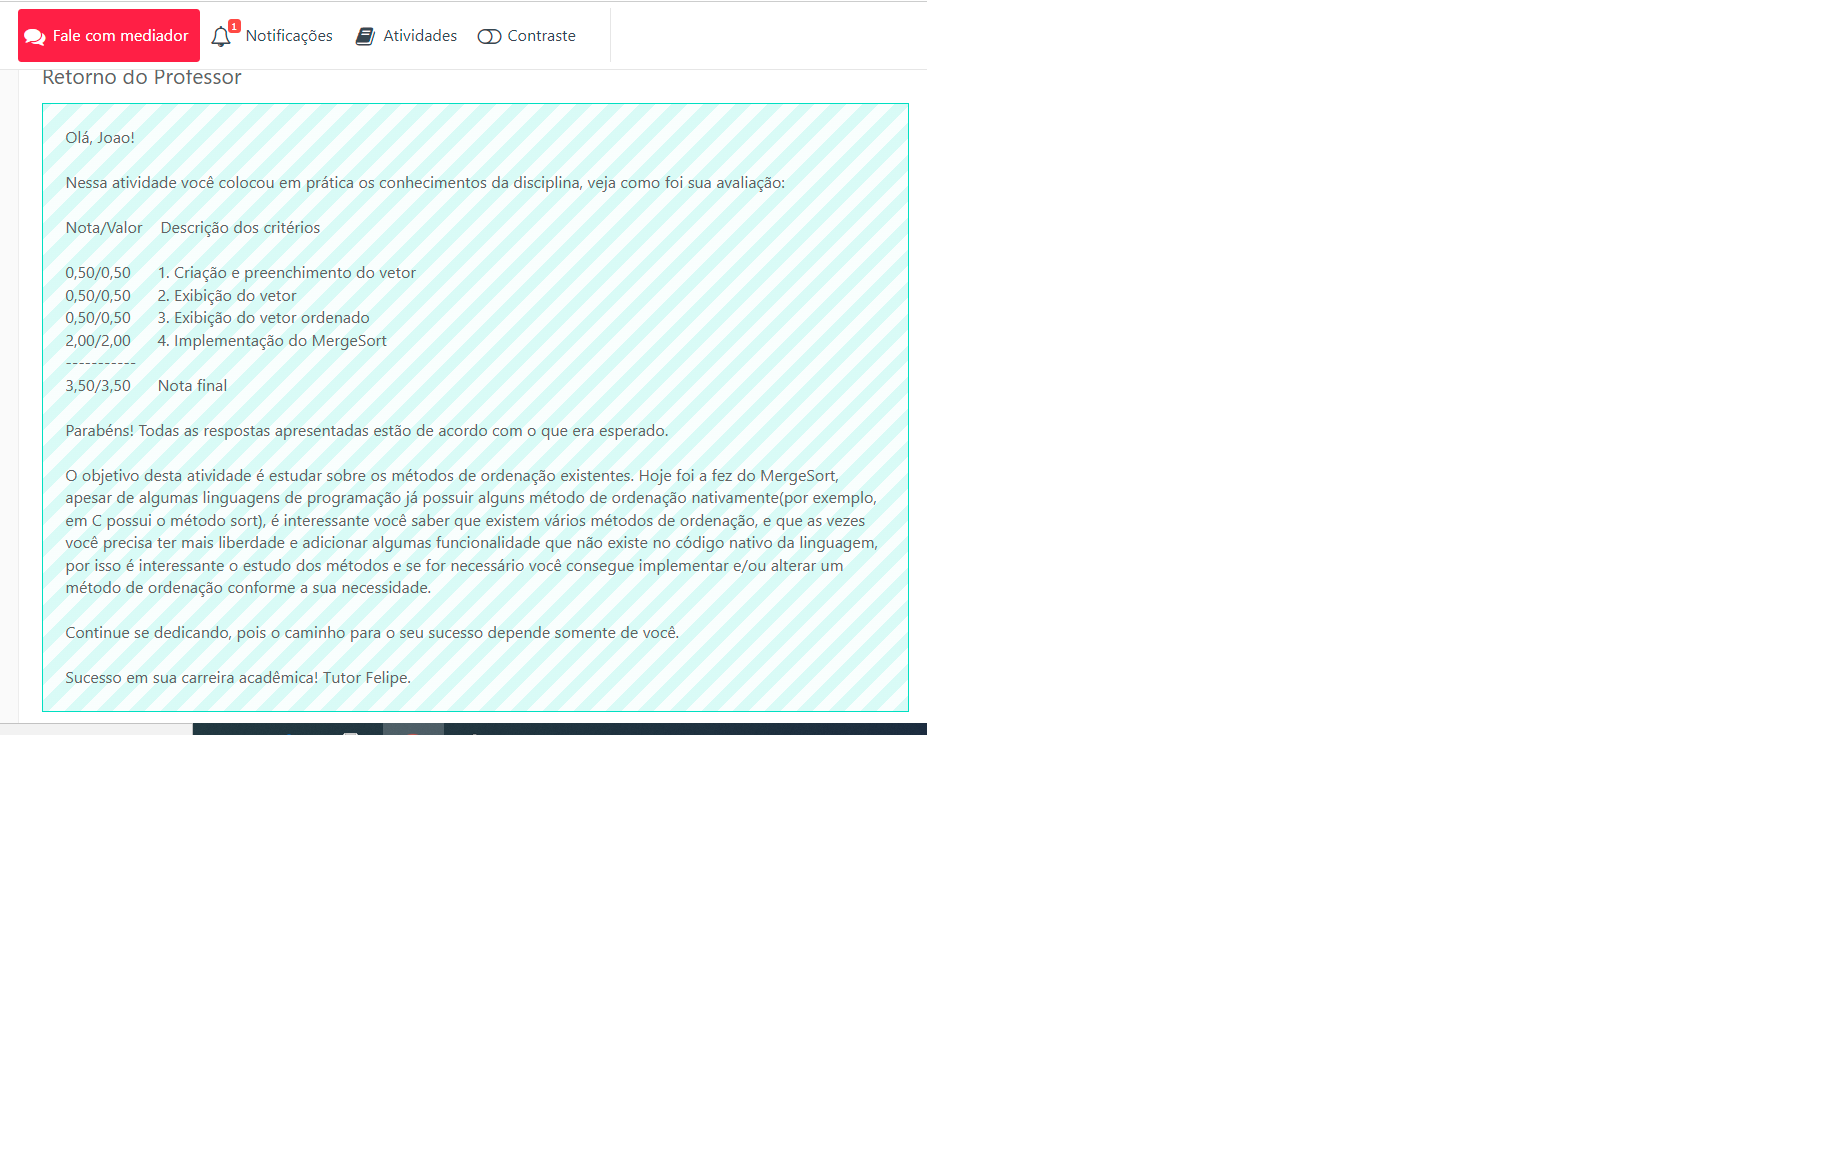 Fale com mediador 1 Notificações Atividades Contraste
Retorno do Professor
Olá, Joao!
Nessa atividade você colocou em prática os conhecimentos da disciplina, veja como foi sua avaliação:
Nota/Valor Descrição dos critérios
0,50/0,50 1. Criação e preenchimento do vetor
0,50/0,50 2. Exibição do vetor
0,50/0,50 3. Exibição do vetor ordenado
2,00/2,00 4. Implementação do MergeSort
-----------
3,50/3,50 Nota final
Parabéns! Todas as respostas apresentadas estão de acordo com o que era esperado.
O objetivo desta atividade é estudar sobre os métodos de ordenação existentes. Hoje foi a fez do MergeSort,
apesar de algumas linguagens de programação já possuir alguns método de ordenação nativamente(por exemplo,
em C possui o método sort), é interessante você saber que existem vários métodos de ordenação, e que as vezes
você precisa ter mais liberdade e adicionar algumas funcionalidade que não existe no código nativo da linguagem,
por isso é interessante o estudo dos métodos e se for necessário você consegue implementar e/ou alterar um
método de ordenação conforme a sua necessidade.
Continue se dedicando, pois o caminho para o seu sucesso depende somente de você.
Sucesso em sua carreira acadêmica! Tutor Felipe.